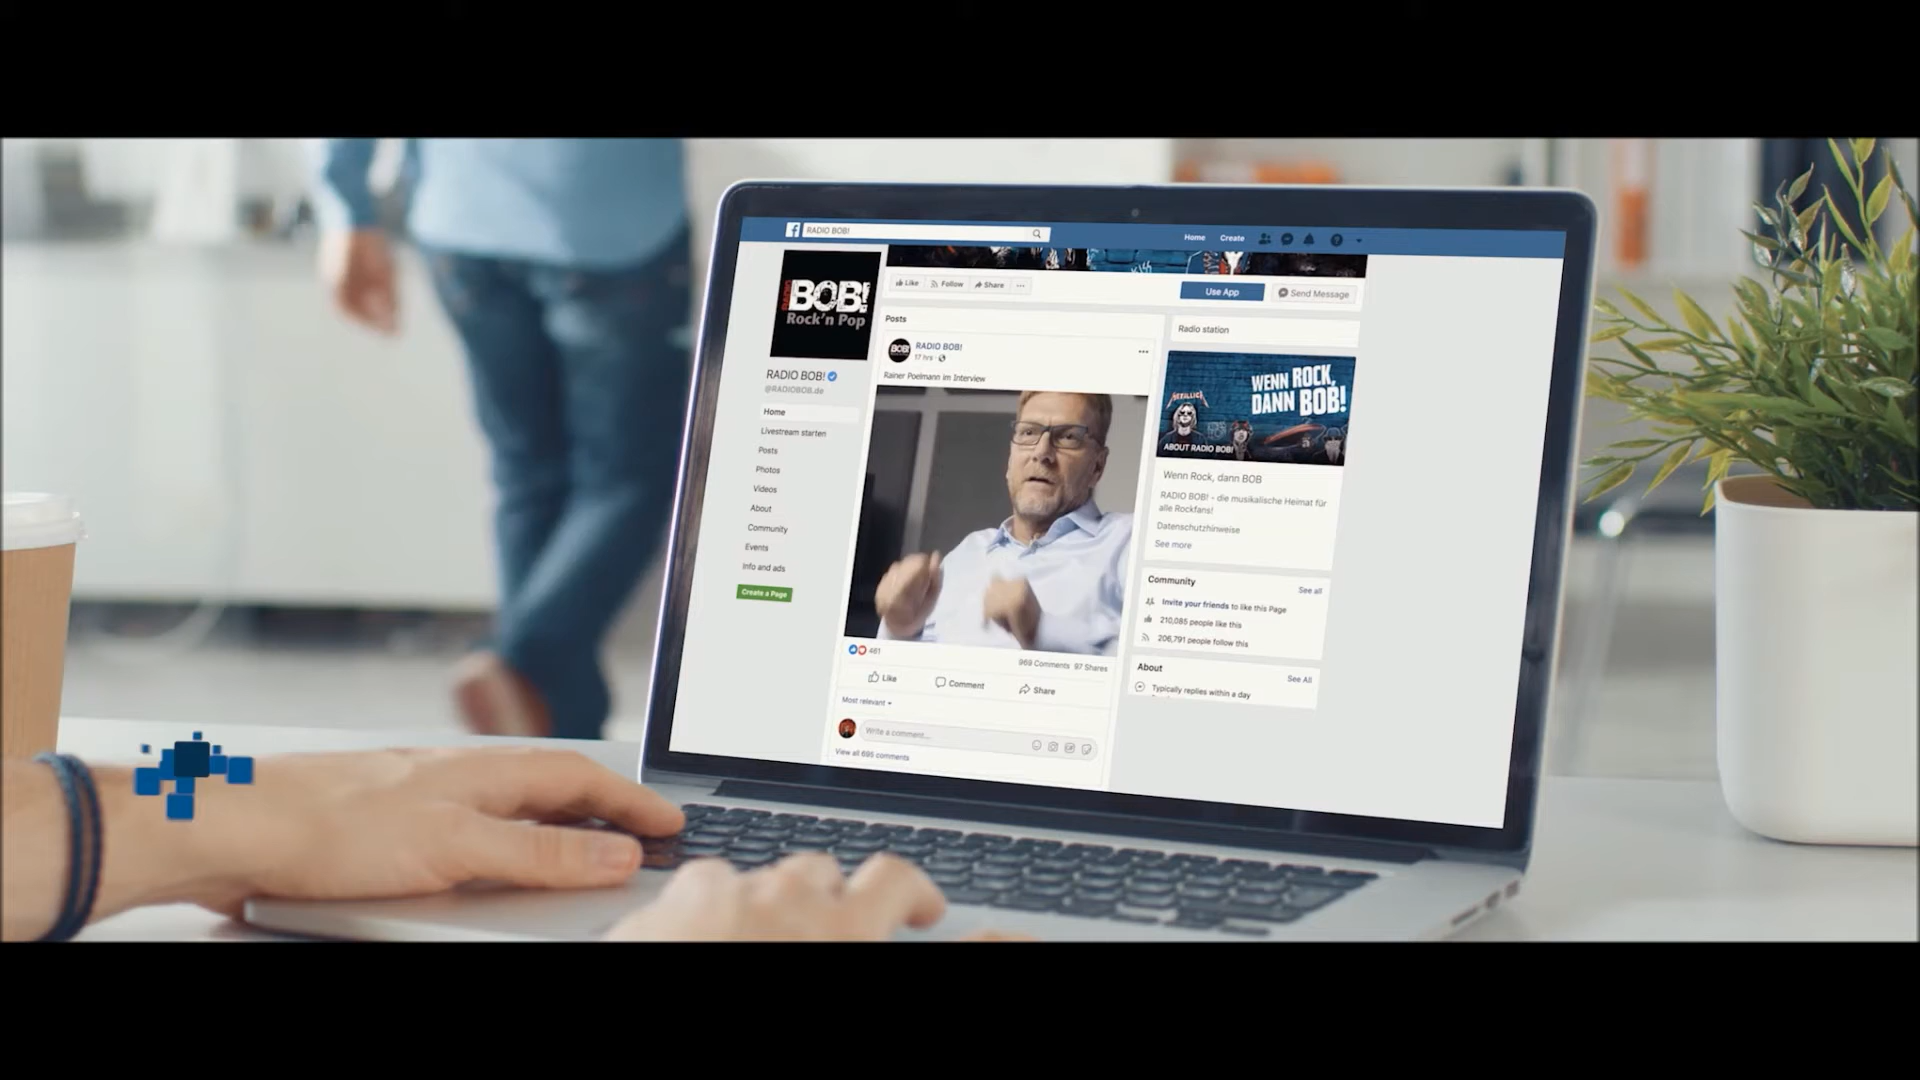 RADIO BOB!
Home Create
RADIO
BOB!
Rock'n Pop
RADIO BOB!
@RADIOBOB.de
Home
Livestream starten
Posts
Photos
Videos
About
Community
Events
Info and ads
Create a Page
Like Follow Share
Use App Send Message
Posts
BOB!
RADIO BOB!
17 hrs
Rainer Poelmann im Interview
461
969 Comments 97 Shares
Like Comment Share
Most relevant
Write a comment...
View all 695 comments
Radio station
METALLICA
WENN ROCK,
DANN BOB!
ABOUT RADIO BOB!
Wenn Rock, dann BOB
RADIO BOB! - die musikalische Heimat für
alle Rockfans!
Datenschutzhinweise
See more
Community See all
Invite your friends to like this Page
210,085 people like this
206,791 people follow this
About See All
Typically replies within a day